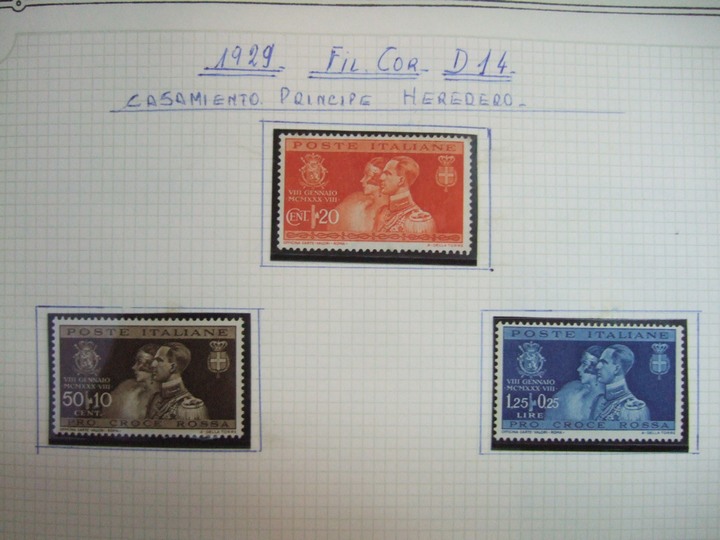 1929. FIL. COR. D14.
CASAMIENTO. PRINCIPE HEREDERO.
POSTE ITALIANE
VIII GENNAIO
MCMXXX·VIII
CENT. 20
POSTE ITALIANE
VIII GENNAIO
MCMXXX·VIII
50+10
CENT.
PRO CROCE ROSSA
POSTE ITALIANE
VIII GENNAIO
MCMXXX·VIII
1,25+0,25
LIRE
PRO CROCE ROSSA